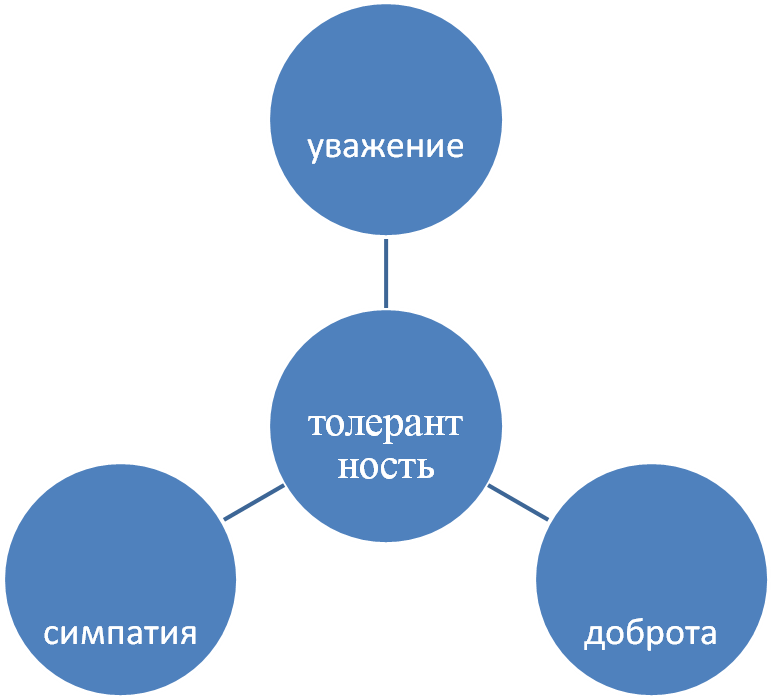 уважение
толерант
ность
симпатия
доброта